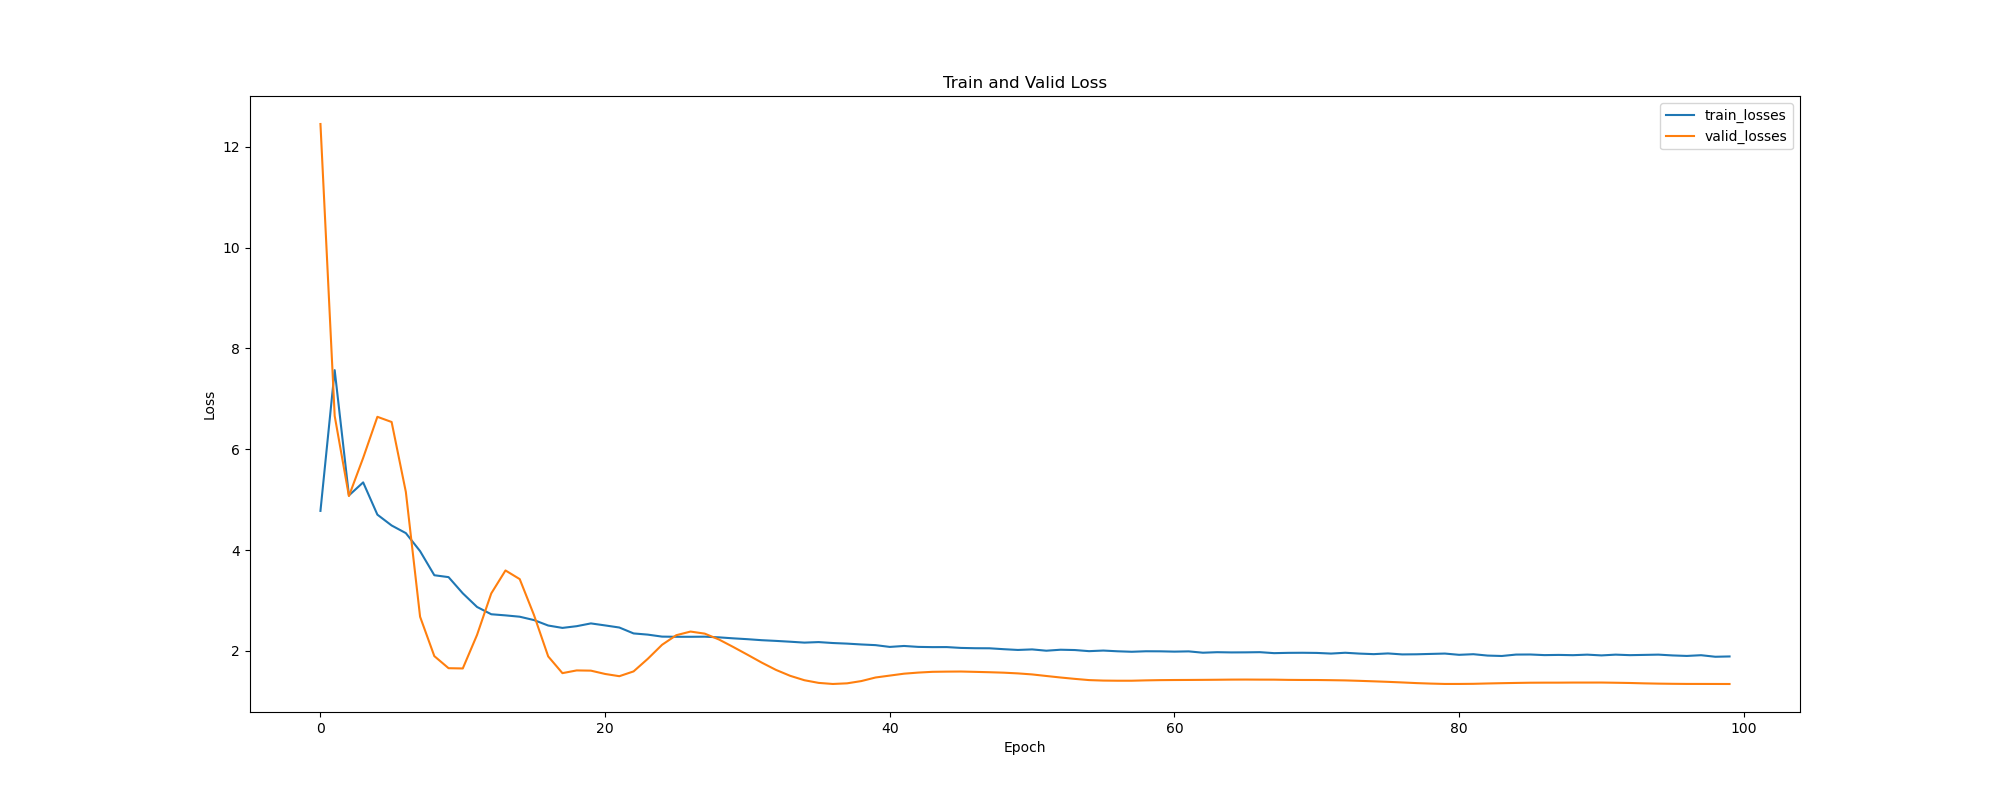 Train and Valid Loss
train_losses
valid_losses
12
10
8
6
4
2
Loss
0 20 40 60 80 100
Epoch